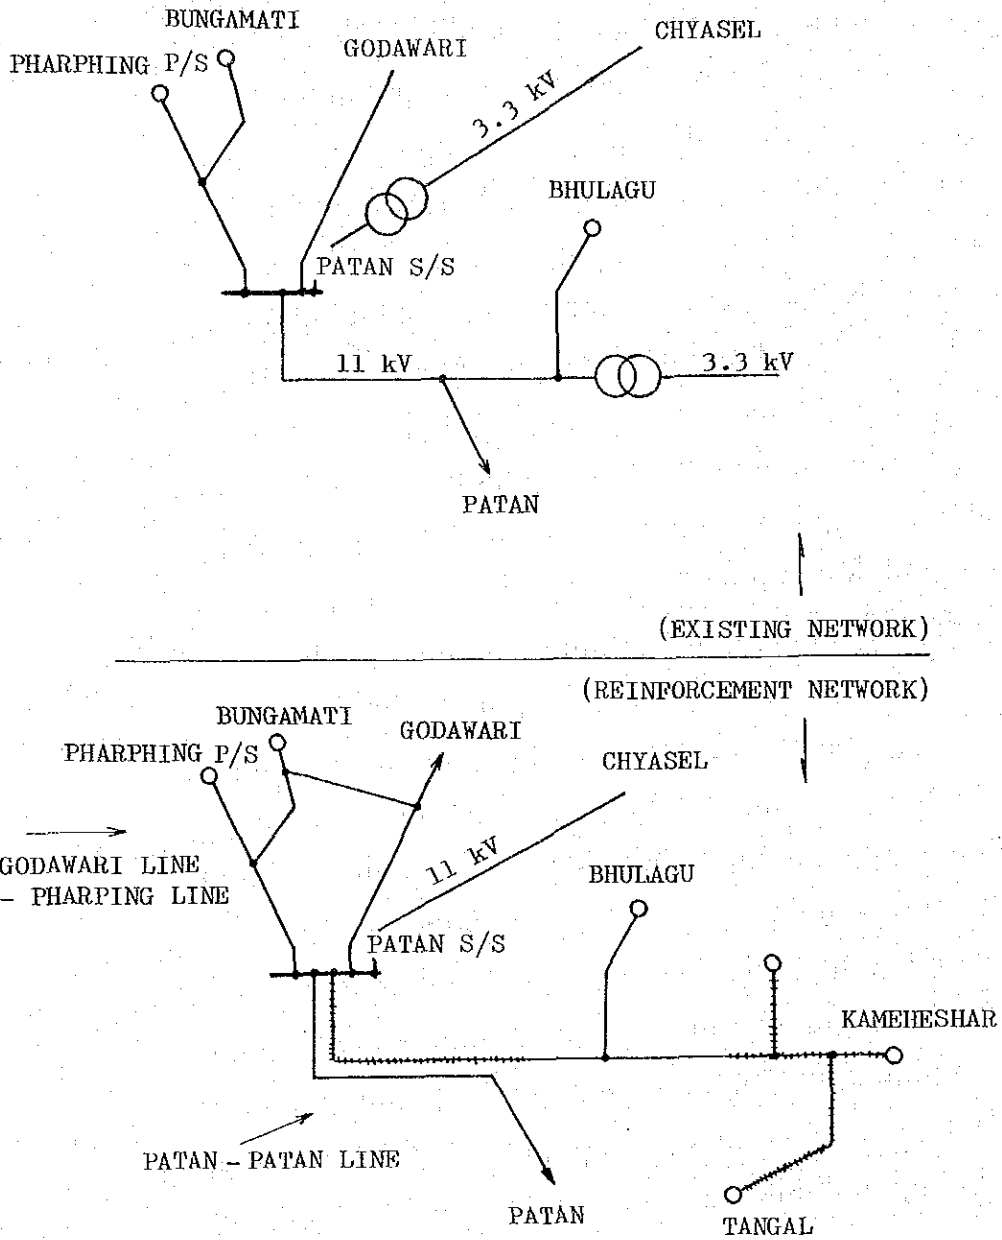 BUNGAMATI
PHARPHING P/S
GODAWARI
CHYASEL
3.3 kV
BHULAGU
PATAN S/S
11 kV
3.3 kV
PATAN
(EXISTING NETWORK)
(REINFORCEMENT NETWORK)
BUNGAMATI
PHARPHING P/S
GODAWARI
CHYASEL
11 kV
GODAWARI LINE
- PHARPING LINE
BHULAGU
PATAN S/S
KAMEHESHAR
PATAN - PATAN LINE
PATAN
TANGAL